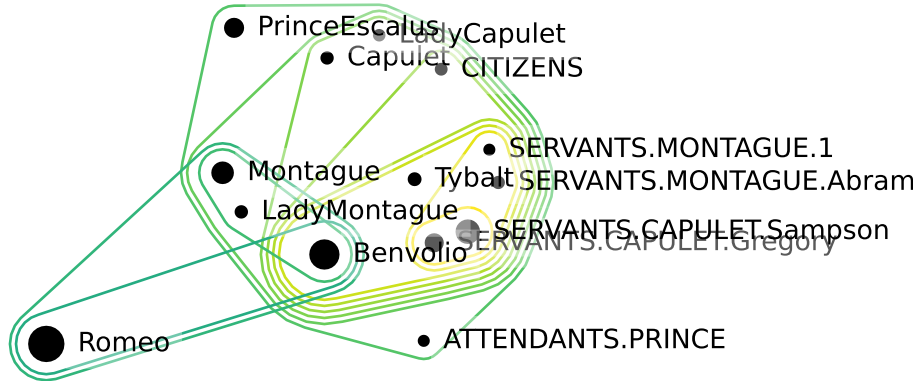 PrinceEscalus
LadyCapulet
Capulet
CITIZENS
SERVANTS.MONTAGUE.1
Montague
Tybalt
SERVANTS.MONTAGUE.Abram
LadyMontague
SERVANTS.CAPULET.Sampson
SERVANTS.CAPULET.Gregory
Benvolio
ATTENDANTS.PRINCE
Romeo